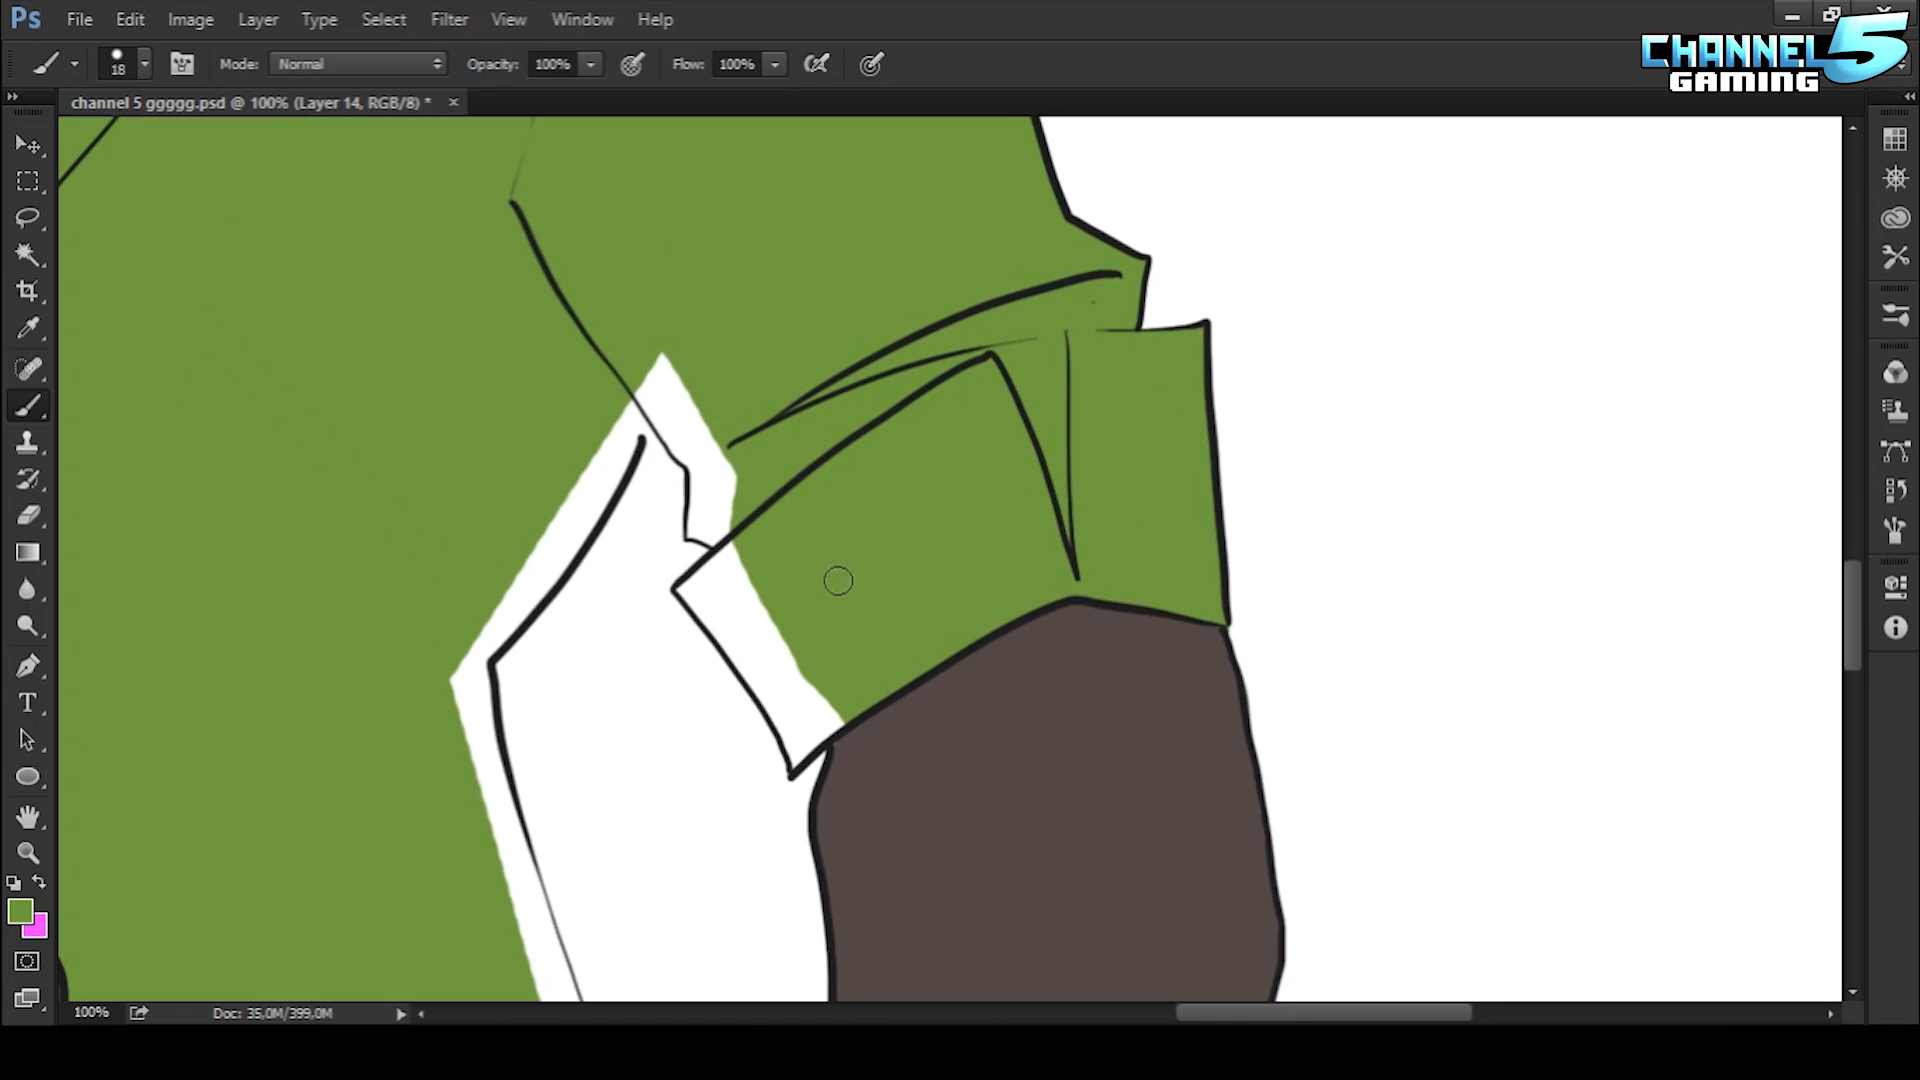 Ps File Edit Image Layer Type Select Filter View Window Help
18 Mode: Normal Opacity: 100% Flow: 100%
CHANNEL 5
GAMING
channel 5 ggggg.psd @ 100% (Layer 14, RGB/8) * ×
T
100% Doc: 35,0M/399,0M